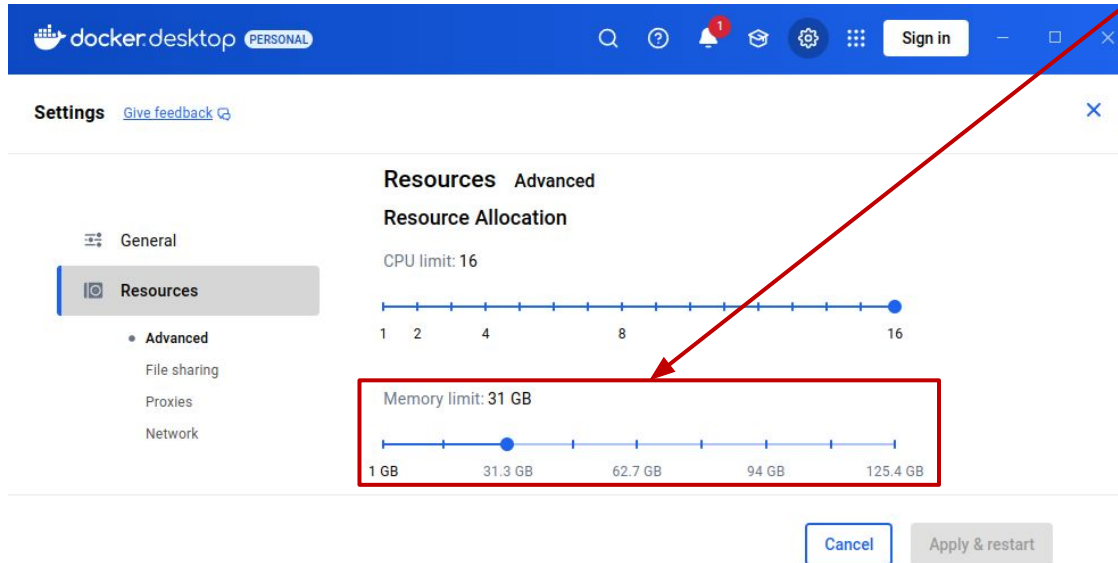 docker.desktop PERSONAL 1 Sign in
Settings Give feedback
Resources Advanced
Resource Allocation
General
CPU limit: 16
Resources
1 2 4 8 16
Advanced
File sharing
Memory limit: 31 GB
Proxies
Network
1 GB 31.3 GB 62.7 GB 94 GB 125.4 GB
Cancel Apply & restart